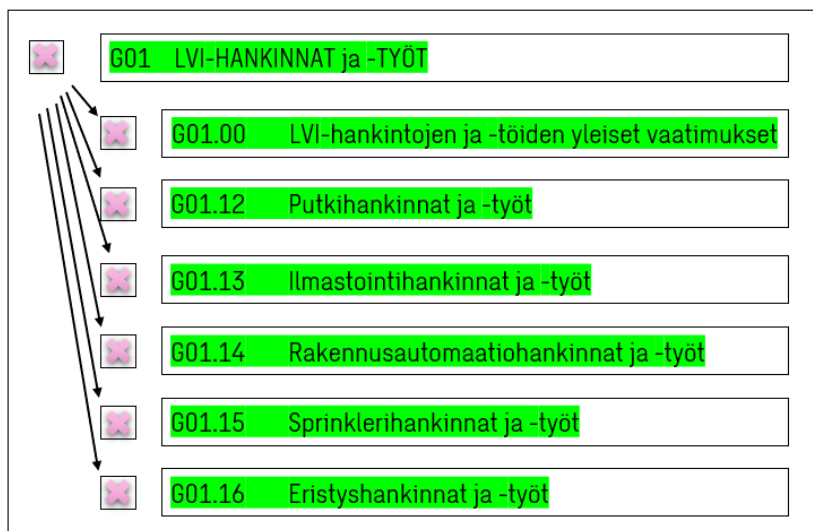 G01 LVI-HANKINNAT ja -TYÖT
G01.00 LVI-hankintojen ja -töiden yleiset vaatimukset
G01.12 Putkihankinnat ja -työt
G01.13 Ilmastointihankinnat ja -työt
G01.14 Rakennusautomaatiohankinnat ja -työt
G01.15 Sprinklerihankinnat ja -työt
G01.16 Eristyshankinnat ja -työt